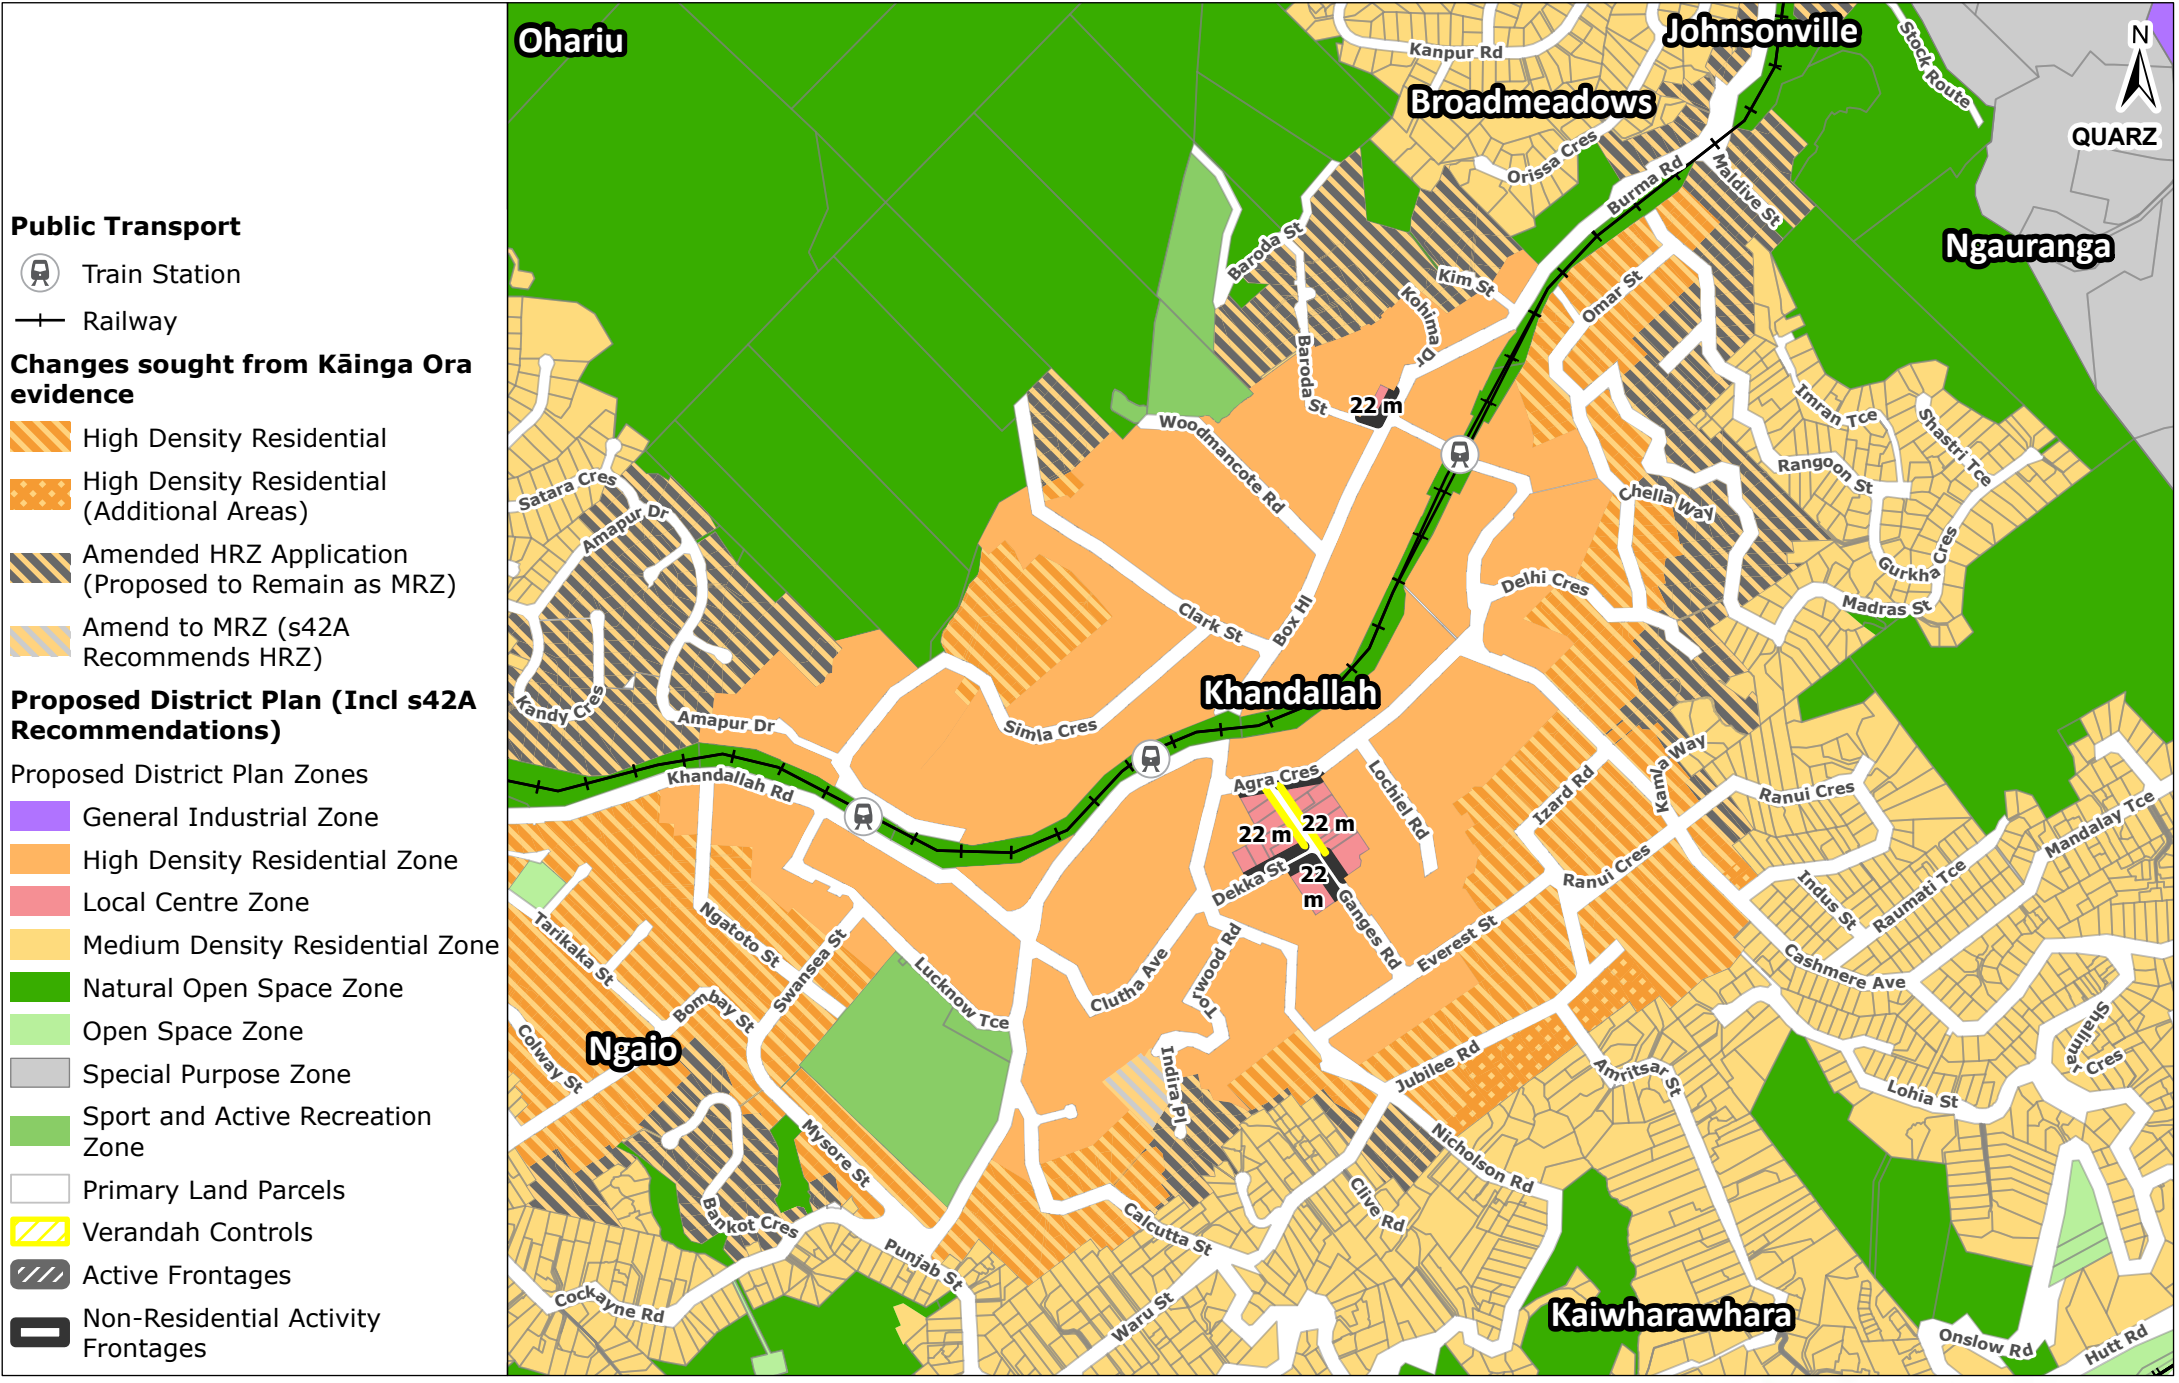 Public Transport
Train Station
Railway
Changes sought from Kāinga Ora
evidence
High Density Residential
High Density Residential
(Additional Areas)
Amended HRZ Application
(Proposed to Remain as MRZ)
Amend to MRZ (s42A
Recommends HRZ)
Proposed District Plan (Incl s42A
Recommendations)
Proposed District Plan Zones
General Industrial Zone
High Density Residential Zone
Local Centre Zone
Medium Density Residential Zone
Natural Open Space Zone
Open Space Zone
Special Purpose Zone
Sport and Active Recreation
Zone
Primary Land Parcels
Verandah Controls
Active Frontages
Non-Residential Activity
Frontages
Ohariu
Johnsonville
Kanpur Rd
Stock Route
N
QUARZ
Broadmeadows
Orissa Cres
Burma Rd
Maldive St
Ngauranga
Baroda St
Kim St
Kohima
Dr
Omar St
Baroda
St
22 m
Woodmancote Rd
Imran Tce
Shastri Tce
Rangoon St
Satara Cres
Amapur Dr
Chella Way
Gurkha Cres
Delhi Cres
Madras St
Clark St
Box Hl
Khandallah
Kandy Cres
Amapur Dr
Simla Cres
Khandallah Rd
Agra Cres
Lochiel Rd
Izard Rd
Kanula Way
Ranui Cres
Mandalay Tce
22 m
22 m
22
m
Dekka St
Ganges Rd
Ranui Cres
Indus St
Raumati Tce
Everest St
Tarikaka St
Ngatoto St
Swansea St
Lucknow Tce
Clutha Ave
Torwood Rd
Cashmere Ave
Bombay St
Ngaio
Colway St
Indira Pl
Jubilee Rd
Amritsar St
Shalimar Cres
Lohia St
Mysore St
Nicholson Rd
Clive Rd
Bankot Cres
Calcutta St
Punjab St
Cockayne Rd
Waru St
Kaiwharawhara
Onslow Rd
Hutt Rd